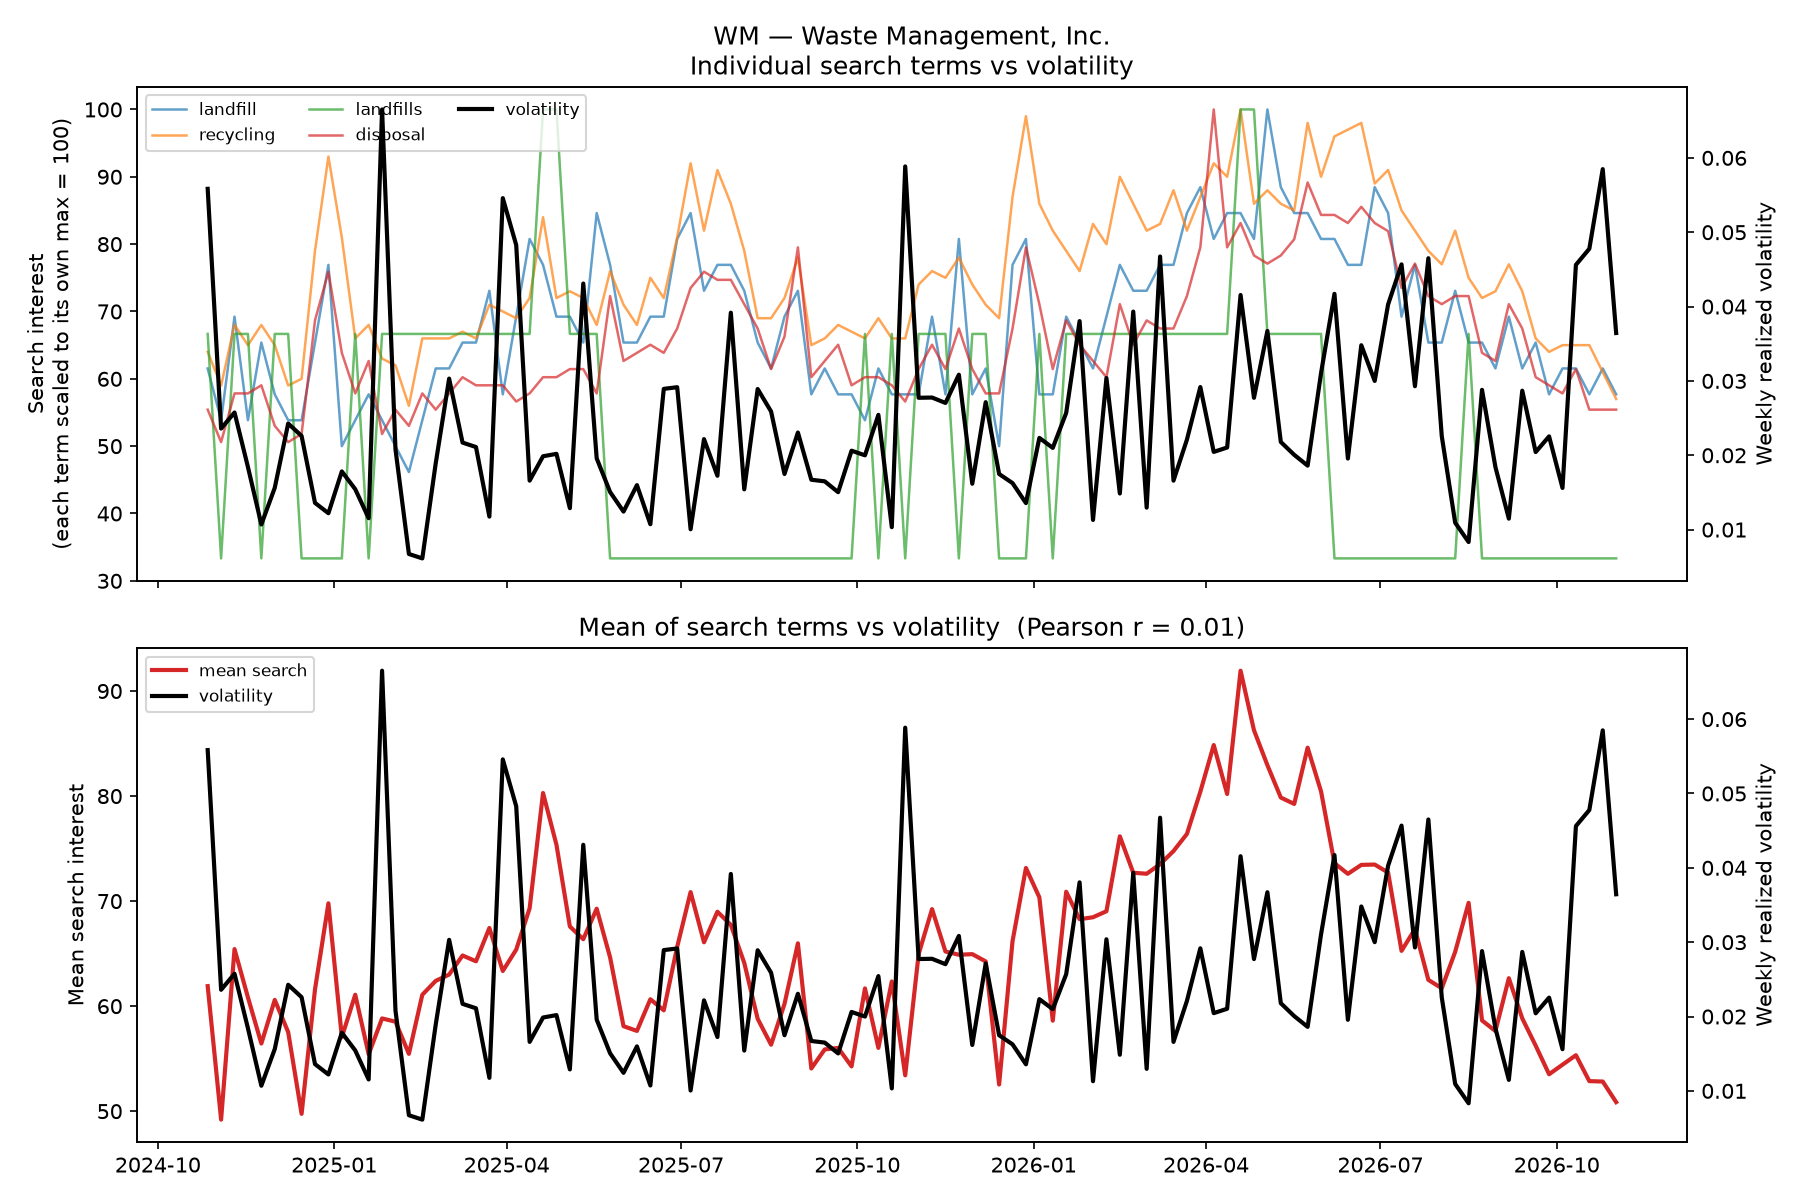 WM — Waste Management, Inc.
Individual search terms vs volatility
landfill
recycling
landfills
disposal
volatility
Search interest
(each term scaled to its own max = 100)
100
90
80
70
60
50
40
30
0.06
0.05
0.04
0.03
0.02
0.01
Weekly realized volatility
Mean of search terms vs volatility  (Pearson r = 0.01)
mean search
volatility
Mean search interest
90
80
70
60
50
0.06
0.05
0.04
0.03
0.02
0.01
Weekly realized volatility
2024-10
2025-01
2025-04
2025-07
2025-10
2026-01
2026-04
2026-07
2026-10